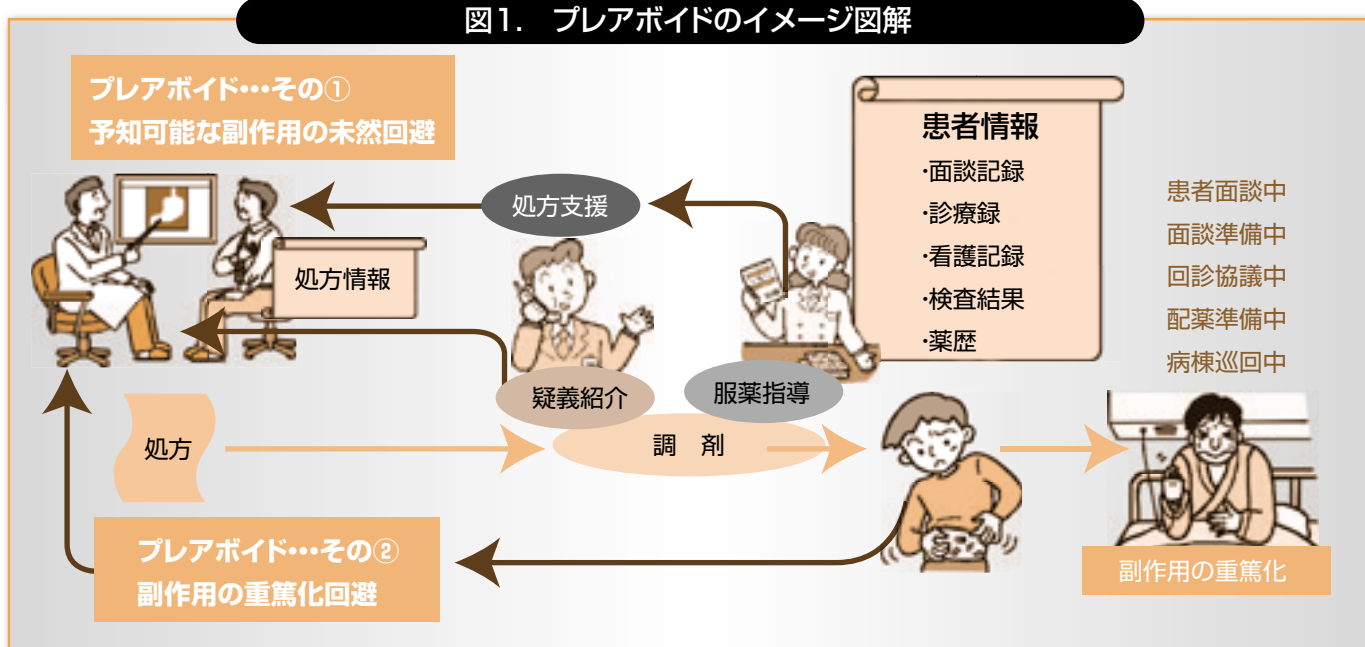 図1. プレアボイドのイメージ図解
プレアボイド…その①
予知可能な副作用の未然回避
処方情報
処方支援
患者情報
・面談記録
・診療録
・看護記録
・検査結果
・薬歴
患者面談中
面談準備中
回診協議中
配薬準備中
病棟巡回中
疑義紹介
服薬指導
処方
調 剤
プレアボイド…その②
副作用の重篤化回避
副作用の重篤化